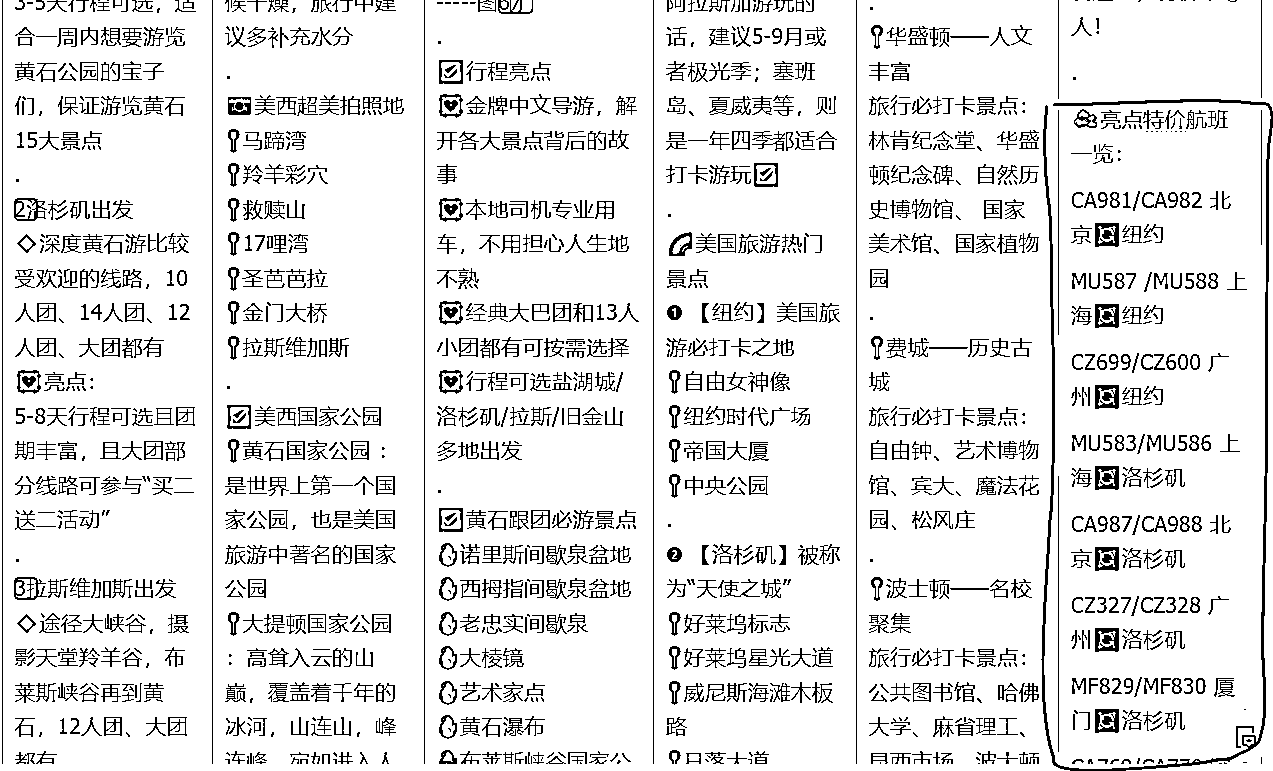 3-5天行程可选，适
合一周内想要游览
黄石公园的宝子
们，保证游览黄石
15大景点
.
2洛杉矶出发
◇深度黄石游比较
受欢迎的线路，10
人团、14人团、12
人团、大团都有
亮点：
5-8天行程可选且团
期丰富，且大团部
分线路可参与“买二
送二活动”
.
3拉斯维加斯出发
◇途径大峡谷，摄
影天堂羚羊谷，布
莱斯峡谷再到黄
石，12人团、大团
都有
候干燥，旅行中建
议多补充水分
.
美西超美拍照地
马蹄湾
羚羊彩穴
救赎山
17哩湾
圣芭芭拉
金门大桥
拉斯维加斯
.
美西国家公园
黄石国家公园 ：
是世界上第一个国
家公园，也是美国
旅游中著名的国家
公园
大提顿国家公园
：高耸入云的山
巅，覆盖着千年的
冰河，山连山，峰
连峰，宛如进入人
-----图6/7
.
行程亮点
金牌中文导游，解
开各大景点背后的故
事
本地司机专业用
车，不用担心人生地
不熟
经典大巴团和13人
小团都有可按需选择
行程可选盐湖城/
洛杉矶/拉斯/旧金山
多地出发
.
黄石跟团必游景点
诺里斯间歇泉盆地
西拇指间歇泉盆地
老忠实间歇泉
大棱镜
艺术家点
黄石瀑布
布莱斯峡谷国家公
阿拉斯加游玩的
话，建议5-9月或
者极光季；塞班
岛、夏威夷等，则
是一年四季都适合
打卡游玩
.
美国旅游热门
景点
❶ 【纽约】美国旅
游必打卡之地
自由女神像
纽约时代广场
帝国大厦
中央公园
.
❷ 【洛杉矶】被称
为“天使之城”
好莱坞标志
好莱坞星光大道
威尼斯海滩木板
路
日落大道
.
华盛顿——人文
丰富
旅行必打卡景点：
林肯纪念堂、华盛
顿纪念碑、自然历
史博物馆、 国家
美术馆、国家植物
园
.
费城——历史古
城
旅行必打卡景点：
自由钟、艺术博物
馆、宾大、魔法花
园、松风庄
.
波士顿——名校
聚集
旅行必打卡景点：
公共图书馆、哈佛
大学、麻省理工、
昆西市场、波士顿
人！
.
亮点特价航班
一览：
CA981/CA982 北
京纽约
MU587 /MU588 上
海纽约
CZ699/CZ600 广
州纽约
MU583/MU586 上
海洛杉矶
CA987/CA988 北
京洛杉矶
CZ327/CZ328 广
州洛杉矶
MF829/MF830 厦
门洛杉矶